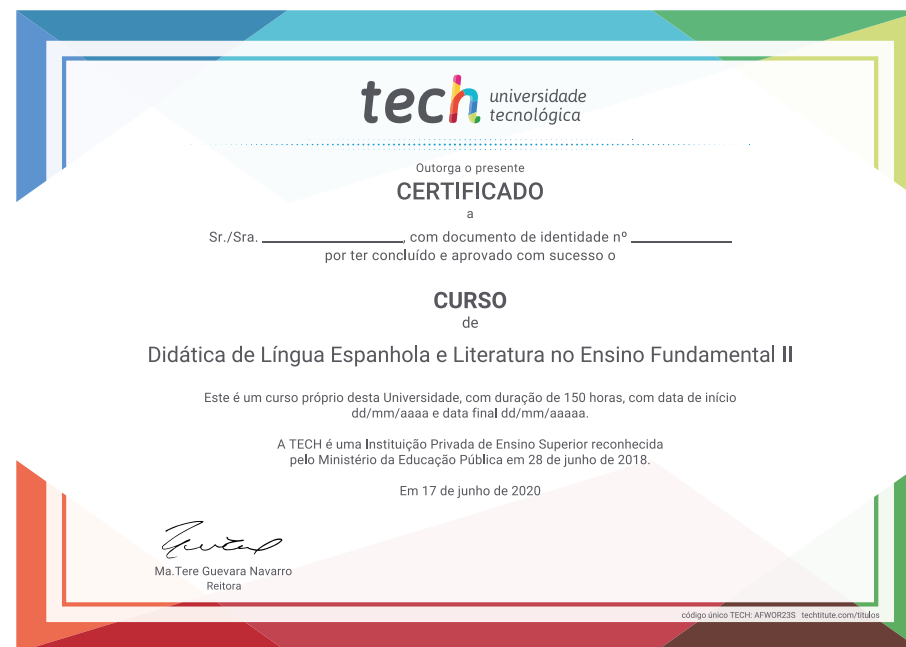 tech universidade
tecnológica
Outorga o presente
CERTIFICADO
a
Sr./Sra. ____________________, com documento de identidade nº ______________
por ter concluído e aprovado com sucesso o
CURSO
de
Didática de Língua Espanhola e Literatura no Ensino Fundamental II
Este é um curso próprio desta Universidade, com duração de 150 horas, com data de início
dd/mm/aaaa e data final dd/mm/aaaaa.
A TECH é uma Instituição Privada de Ensino Superior reconhecida
pelo Ministério da Educação Pública em 28 de junho de 2018.
Em 17 de junho de 2020
Ma.Tere Guevara Navarro
Reitora
código único TECH: AFWOR23S techtitute.com/titulos